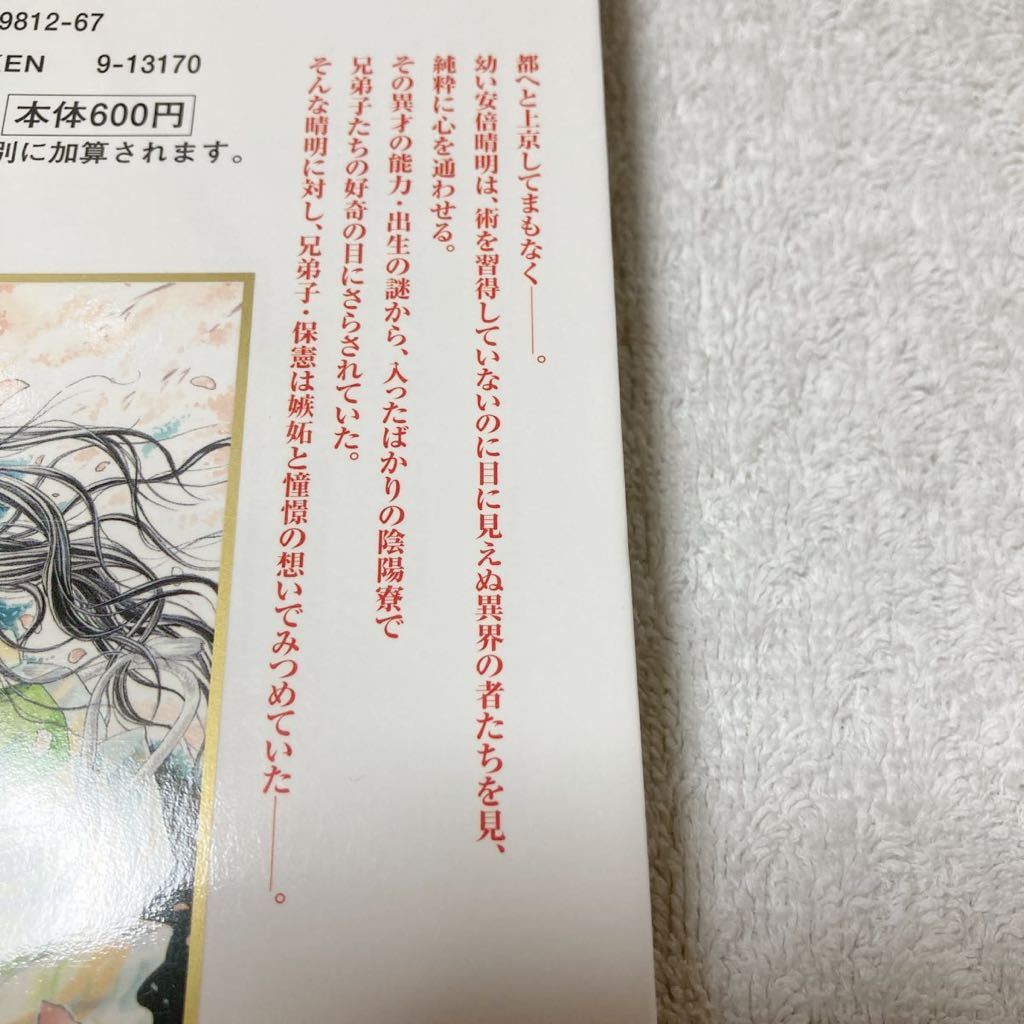 9812-67
KEN 9-13170
本体600円
別に加算されます。
都へと上京してまもなく――。
幼い安倍晴明は、術を習得していないのに目に見えぬ異界の者たちを見、
純粋に心を通わせる。
その異才の能力・出生の謎から、入ったばかりの陰陽寮で
兄弟子たちの好奇の目にさらされていた。
そんな晴明に対し、兄弟子・保憲は嫉妬と憧憬の想いでみつめていた――。